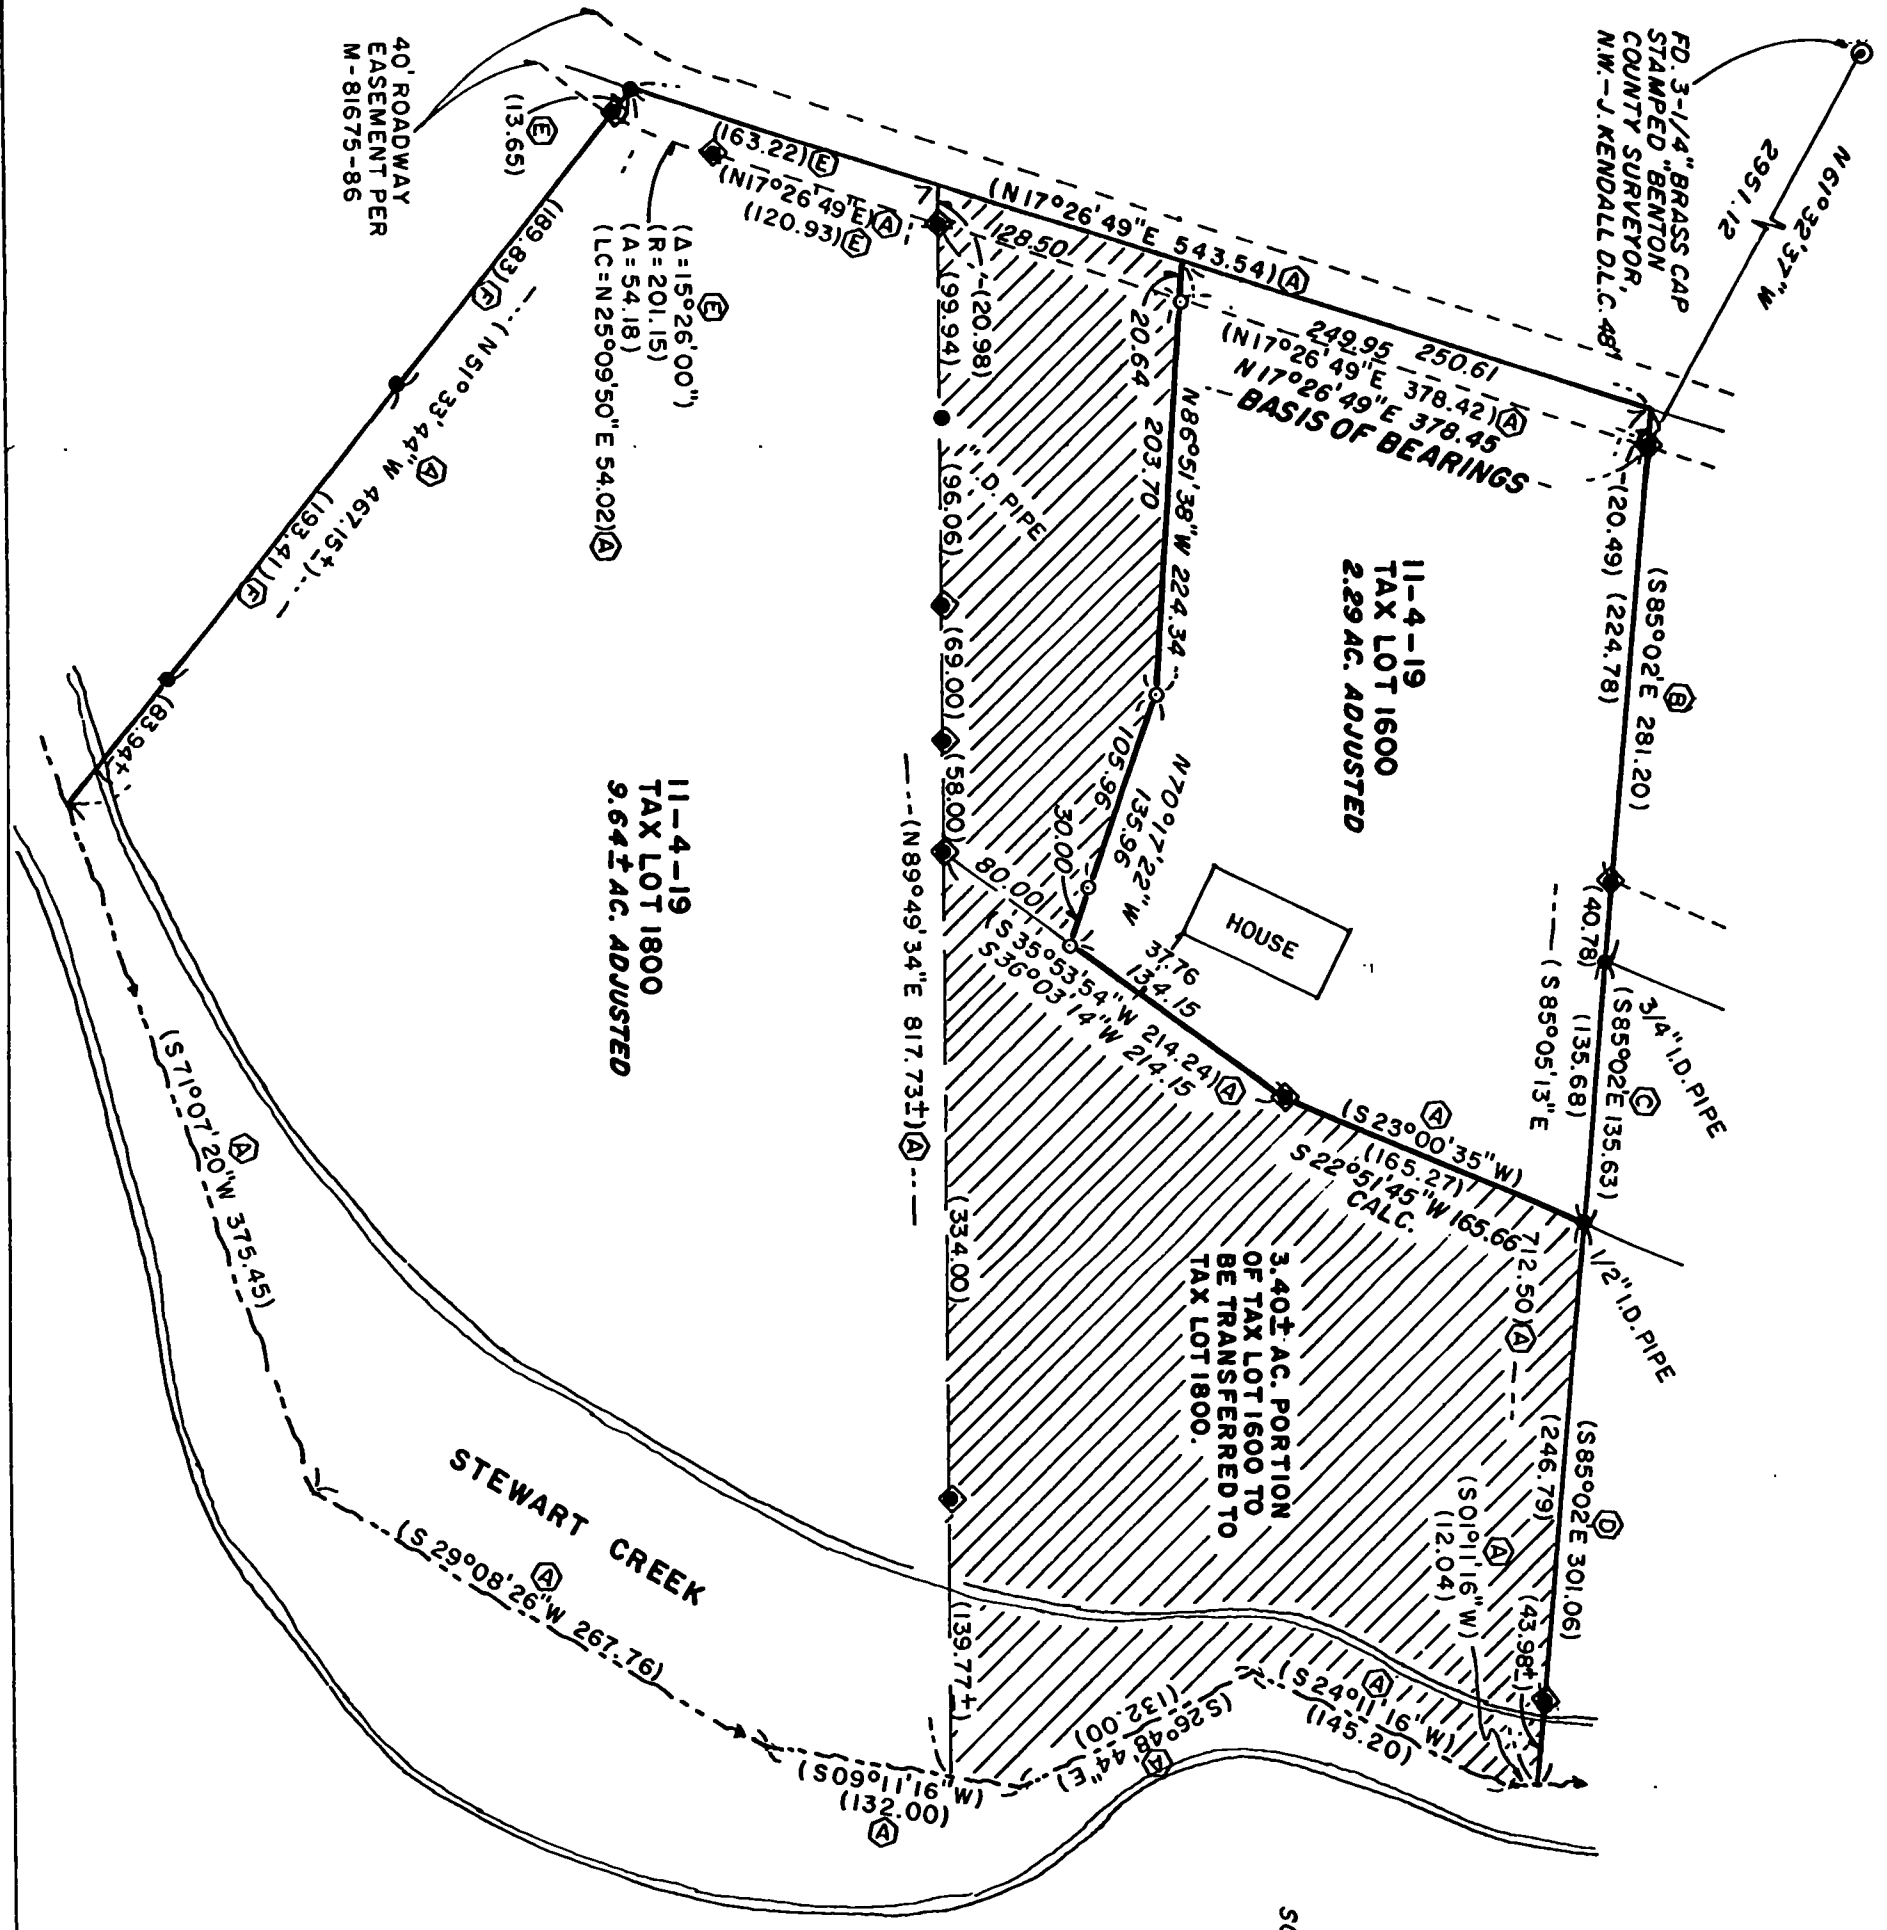 FD. 3-1/4" BRASS CAP
STAMPED "BENTON
COUNTY SURVEYOR,
N.W.-J. KENDALL D.L.C. 48"
N61°32'37"W
2951.12
40' ROADWAY
EASEMENT PER
M-81675-86
(13.65)
E
(163.22) E
(N17°26'49"E) A
(120.93) E
E
(Δ=15°26'00")
(R=201.15)
(A=54.18)
(LC=N25°09'50"E 54.02) A
(N17°26'49"E 543.54) A
128.50
249.95 250.61
(N17°26'49"E 378.42) A
N17°26'49"E 378.45
BASIS OF BEARINGS
(20.49) (224.78)
(S85°02'E 281.20)
B
(40.78)
--- — (S85°05'13"E
3/4" I.D. PIPE
(S85°02'E 135.63)
C
(135.68)
1/2" I.D. PIPE
712.50) A
(S85°02'E 301.06)
D
(246.79)
(43.98±)
(S01°11'16"W)
A
(12.04)
11-4-19
TAX LOT 1600
2.29 AC. ADJUSTED
HOUSE
20.64
203.70
N86°51'38"W 224.34
N70°17'22"W
135.96
105.96
30.00
80.00
37.76
134.15
(S35°53'54"W 214.24) A
S36°03'14"W 214.15
A
(S23°00'35"W)
(165.27)
S22°51'45"W 165.66
CALC.
3.40± AC. PORTION
OF TAX LOT 1600 TO
BE TRANSFERRED TO
TAX LOT 1800.
(20.98)
(99.94)
1" I.D. PIPE
(96.06)
(69.00)
(58.00)
(334.00)
(139.77±)
(N89°49'34"E 817.73±) A
11-4-19
TAX LOT 1800
9.64± AC. ADJUSTED
(189.83) F
(N51°33'44"W 467.15±)
A
(193.41) F
(83.94±
(S71°07'20"W 375.45)
A
STEWART CREEK
A
(S29°08'26"W 267.76)
(S09°11'16"W)
(132.00)
A
(S26°48'44"E)
(132.00)
A
A
(S24°11'16"W)
(145.20)